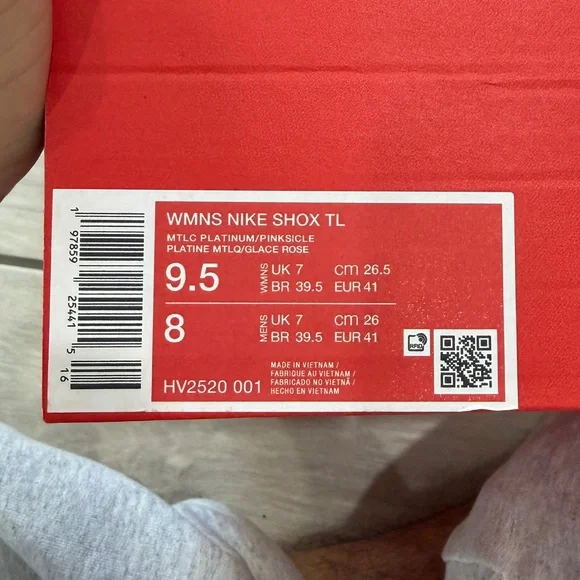 WMNS NIKE SHOX TL
MTLC PLATINUM/PINKSICLE
PLATINE MTLQ/GLACE ROSE
9.5 WMNS UK 7 cm 26.5
BR 39.5 EUR 41
8 MENS UK 7 cm 26
BR 39.5 EUR 41
RFID
HV2520 001
MADE IN VIETNAM /
FABRIQUE AU VIETNAM /
FABRICADO NO VIETNÃ /
HECHO EN VIETNAM
1 97859 25441 5
16